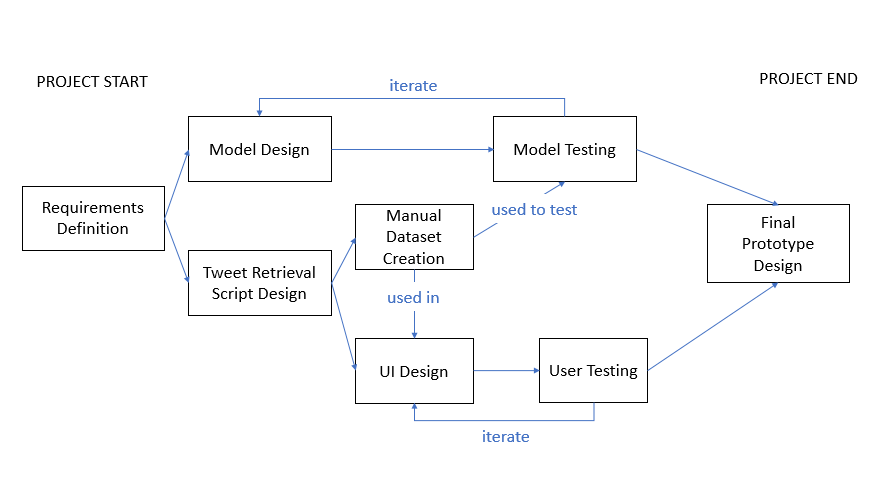 PROJECT START
PROJECT END
iterate
Model Design
Model Testing
Requirements
Definition
Manual
Dataset
Creation
used to test
Final
Prototype
Design
Tweet Retrieval
Script Design
used in
UI Design
User Testing
iterate